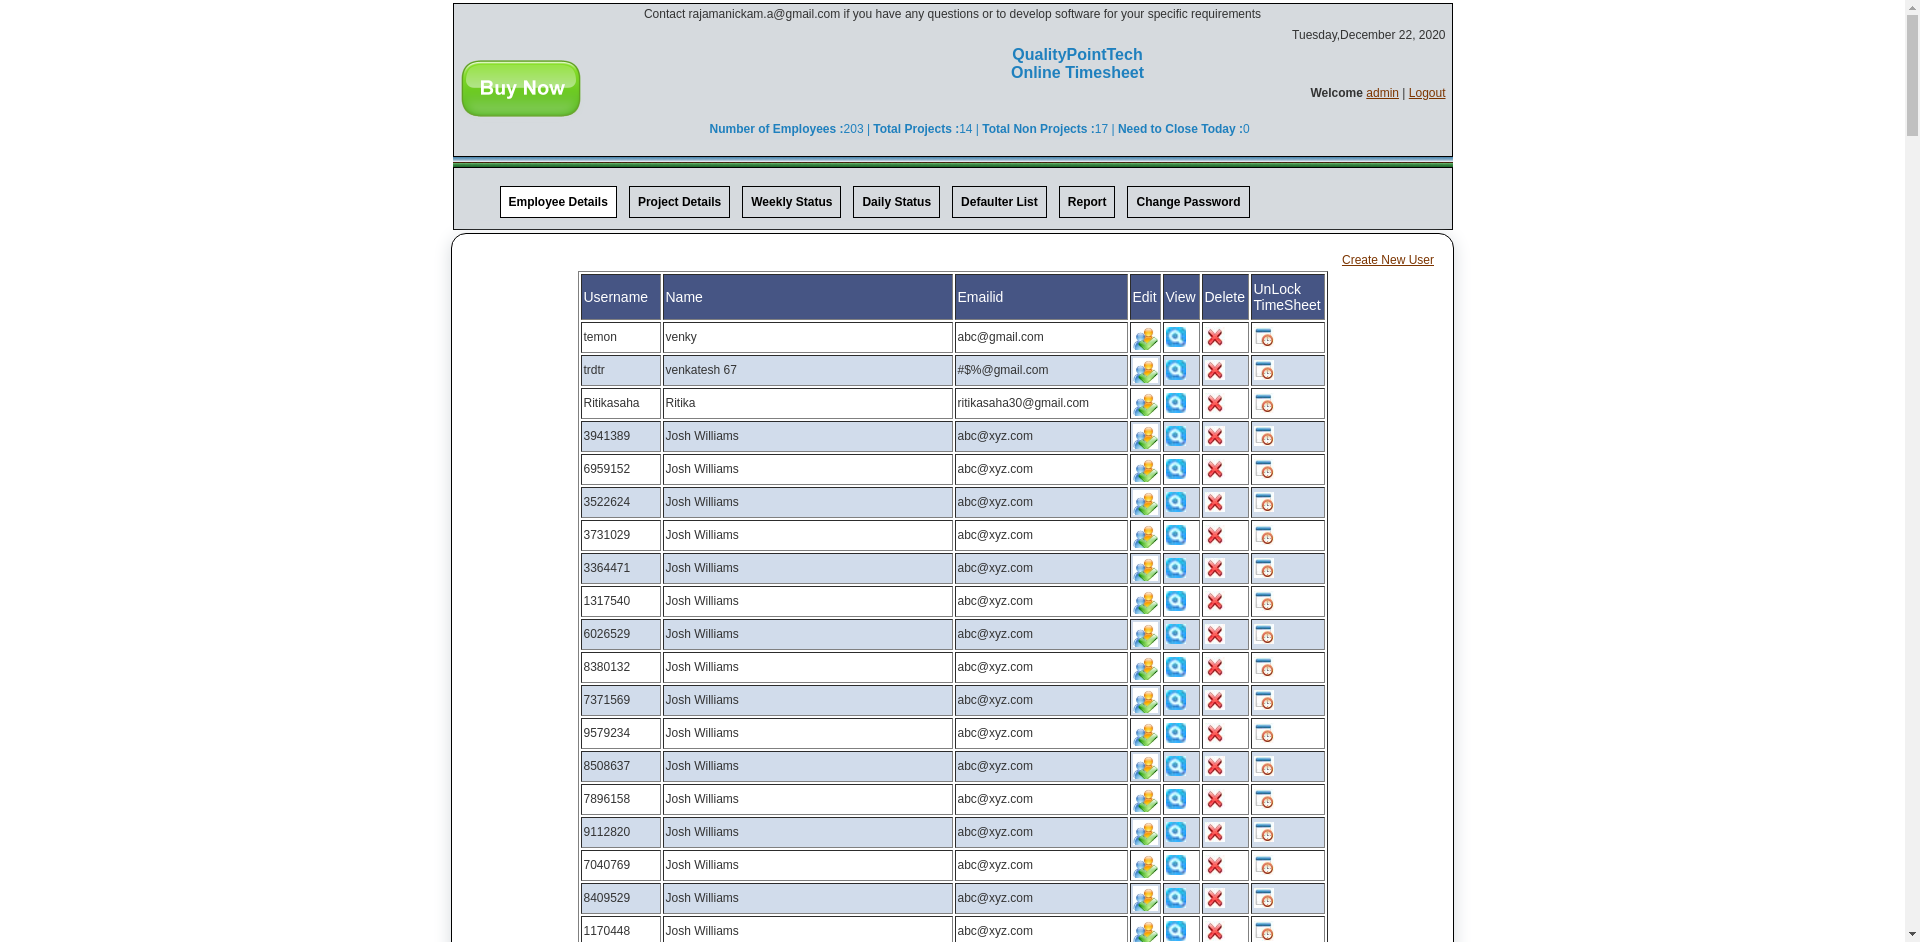 Contact rajamanickam.a@gmail.com if you have any questions or to develop software for your specific requirements
Tuesday,December 22, 2020
QualityPointTech
Online Timesheet
Buy Now
Welcome admin | Logout
Number of Employees :203 | Total Projects :14 | Total Non Projects :17 | Need to Close Today :0
Employee Details Project Details Weekly Status Daily Status Defaulter List Report Change Password
Create New User
Username Name Emailid Edit View Delete UnLock TimeSheet
temon venky abc@gmail.com
trdtr venkatesh 67 #$%@gmail.com
Ritikasaha Ritika ritikasaha30@gmail.com
3941389 Josh Williams abc@xyz.com
6959152 Josh Williams abc@xyz.com
3522624 Josh Williams abc@xyz.com
3731029 Josh Williams abc@xyz.com
3364471 Josh Williams abc@xyz.com
1317540 Josh Williams abc@xyz.com
6026529 Josh Williams abc@xyz.com
8380132 Josh Williams abc@xyz.com
7371569 Josh Williams abc@xyz.com
9579234 Josh Williams abc@xyz.com
8508637 Josh Williams abc@xyz.com
7896158 Josh Williams abc@xyz.com
9112820 Josh Williams abc@xyz.com
7040769 Josh Williams abc@xyz.com
8409529 Josh Williams abc@xyz.com
1170448 Josh Williams abc@xyz.com